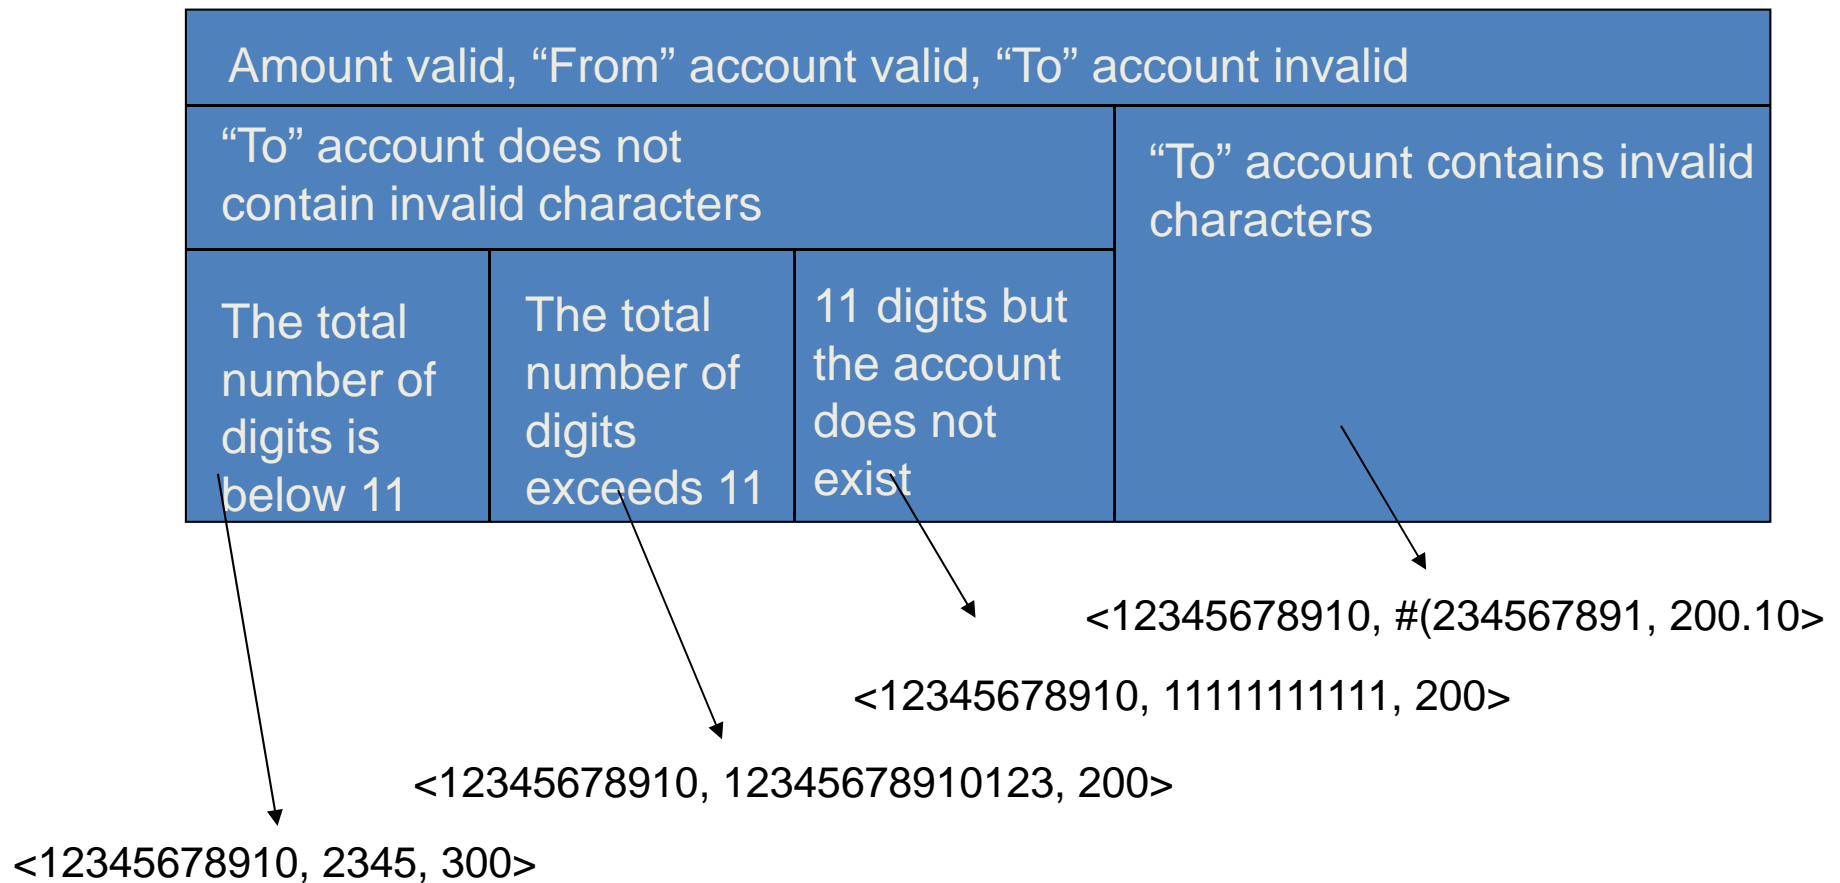 Amount valid, “From” account valid, “To” account invalid
“To” account does not
contain invalid characters
“To” account contains invalid
characters
The total
number of
digits is
below 11
The total
number of
digits
exceeds 11
11 digits but
the account
does not
exist
<12345678910, #(234567891, 200.10>
<12345678910, 11111111111, 200>
<12345678910, 12345678910123, 200>
<12345678910, 2345, 300>